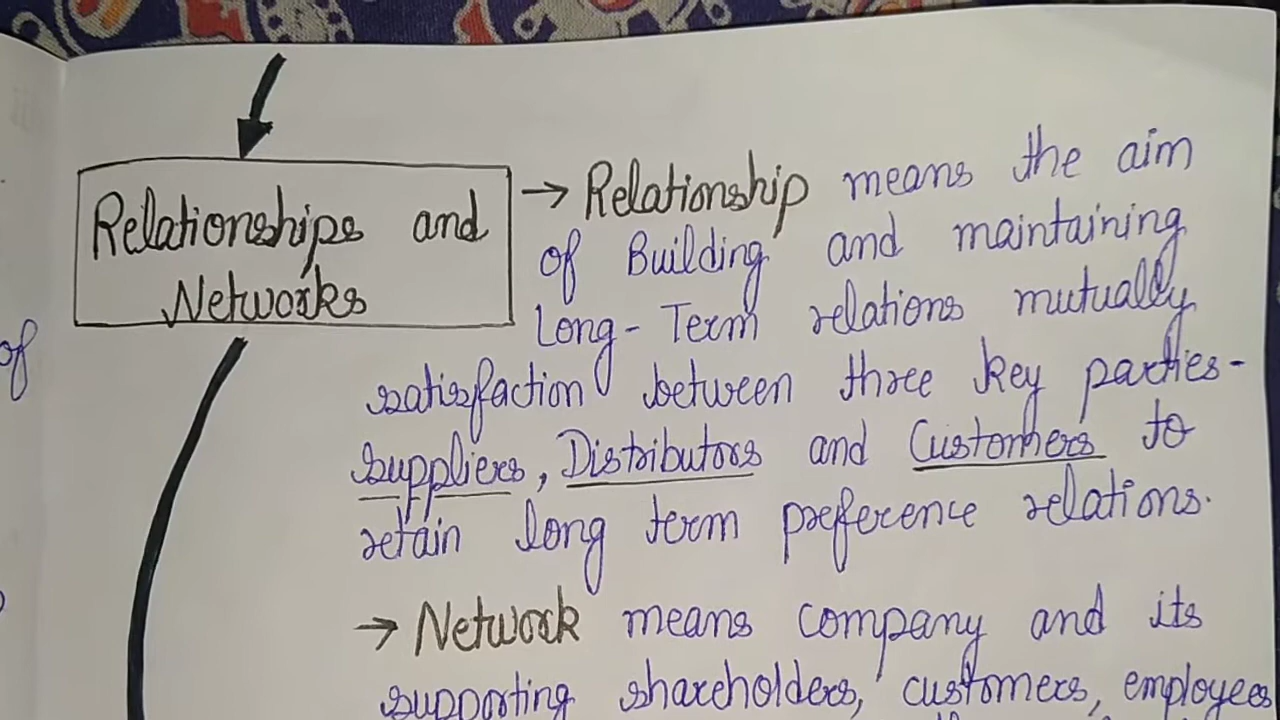 Relationships and
Networks
→ Relationship means the aim
of Building and maintaining
Long-Term relations mutually
satisfaction between three key parties-
suppliers, Distributors and Customers to
retain long term preference relations.
→ Network means company and its
supporting shareholders, customers, employees
of